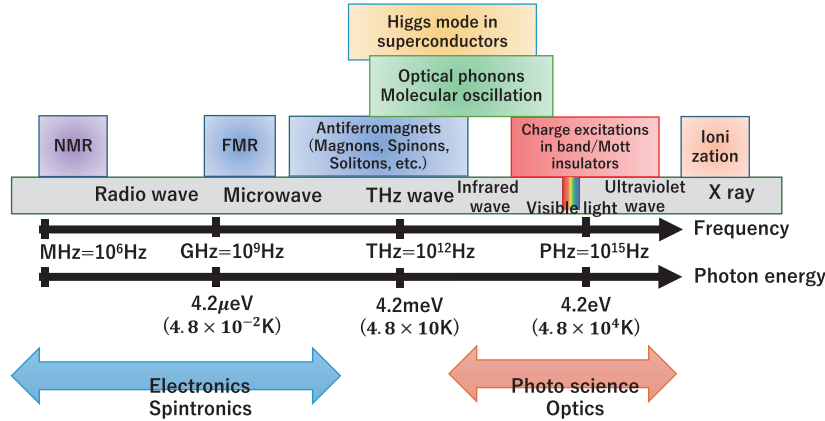 Higgs mode in
superconductors
Optical phonons
Molecular oscillation
NMR
FMR
Antiferromagnets
(Magnons, Spinons,
Solitons, etc.)
Charge excitations
in band/Mott
insulators
Ioni
zation
Radio wave
Microwave
THz wave
Infrared
wave
Visible light
Ultraviolet
wave
X ray
Frequency
MHz=10⁶Hz
GHz=10⁹Hz
THz=10¹²Hz
PHz=10¹⁵Hz
Photon energy
4.2μeV
(4.8 × 10⁻²K)
4.2meV
(4.8 × 10K)
4.2eV
(4.8 × 10⁴K)
Electronics
Spintronics
Photo science
Optics